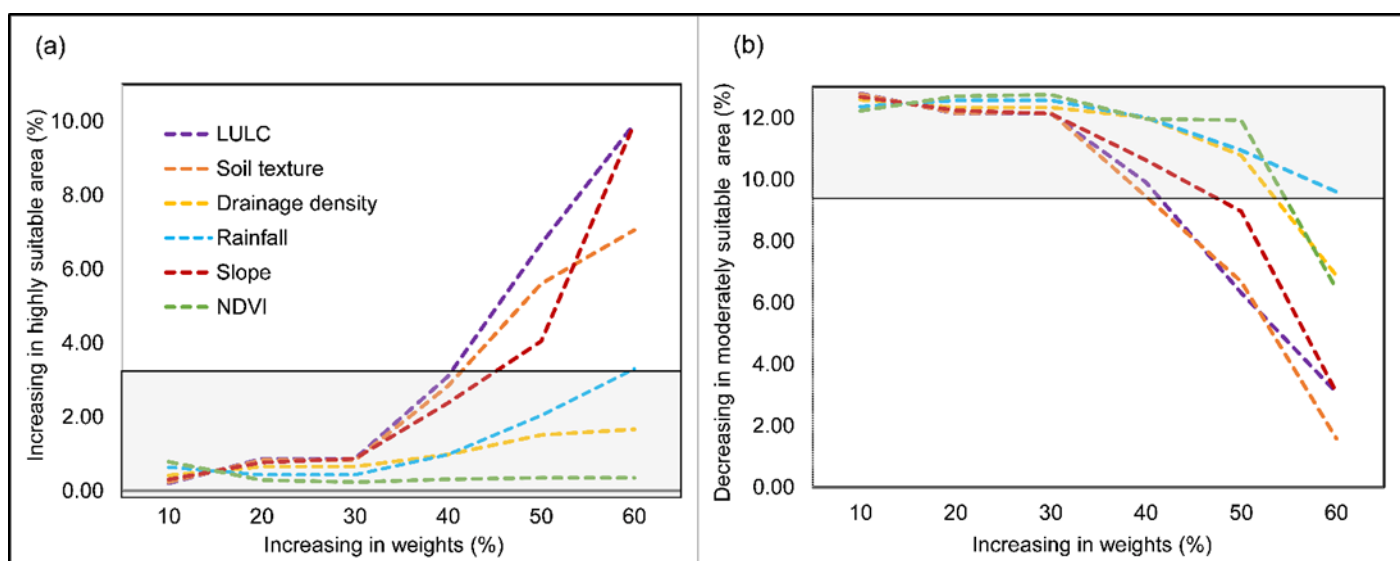 (a)
Increasing in highly suitable area (%)
10.00
8.00
6.00
4.00
2.00
0.00
LULC
Soil texture
Drainage density
Rainfall
Slope
NDVI
10 20 30 40 50 60
Increasing in weights (%)
(b)
Decreasing in moderately suitable area (%)
12.00
10.00
8.00
6.00
4.00
2.00
0.00
10 20 30 40 50 60
Increasing in weights (%)